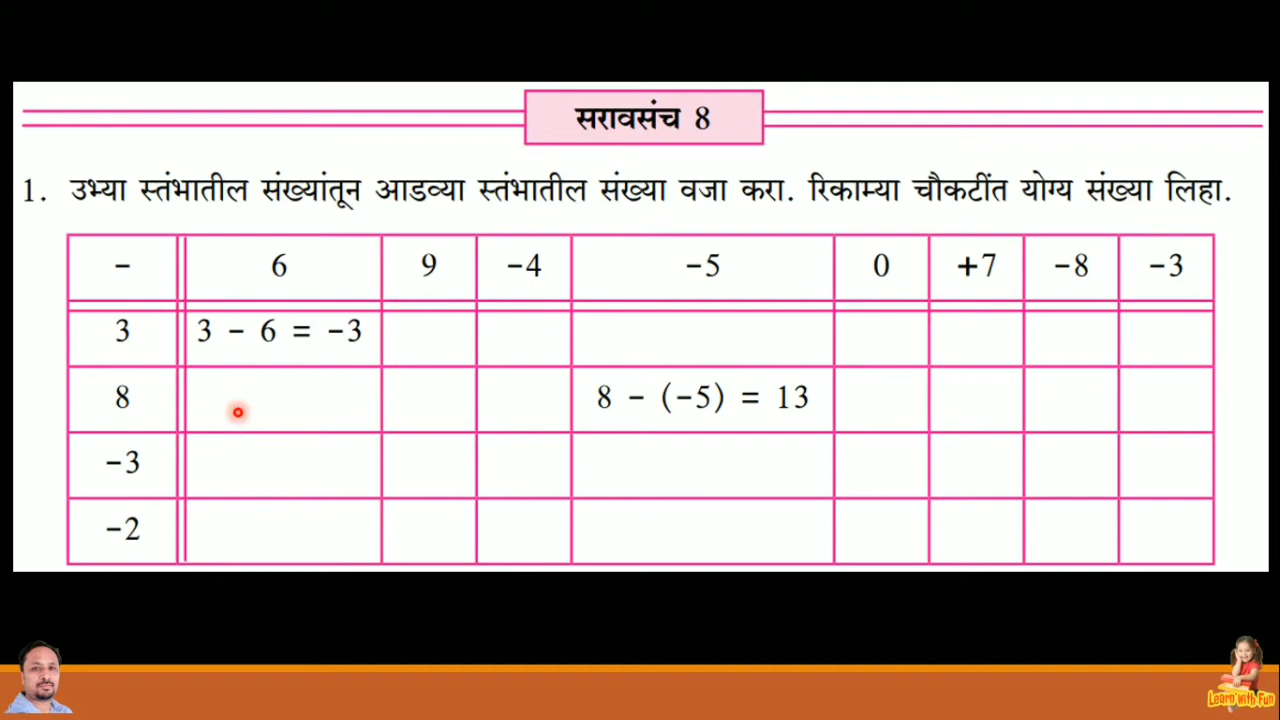 सरावसंच 8
1. उभ्या स्तंभातील संख्यांतून आडव्या स्तंभातील संख्या वजा करा. रिकाम्या चौकटींत योग्य संख्या लिहा.
− 6 9 −4 −5 0 +7 −8 −3
3 3 − 6 = −3
8 8 − (−5) = 13
−3
−2
Learn with Fun